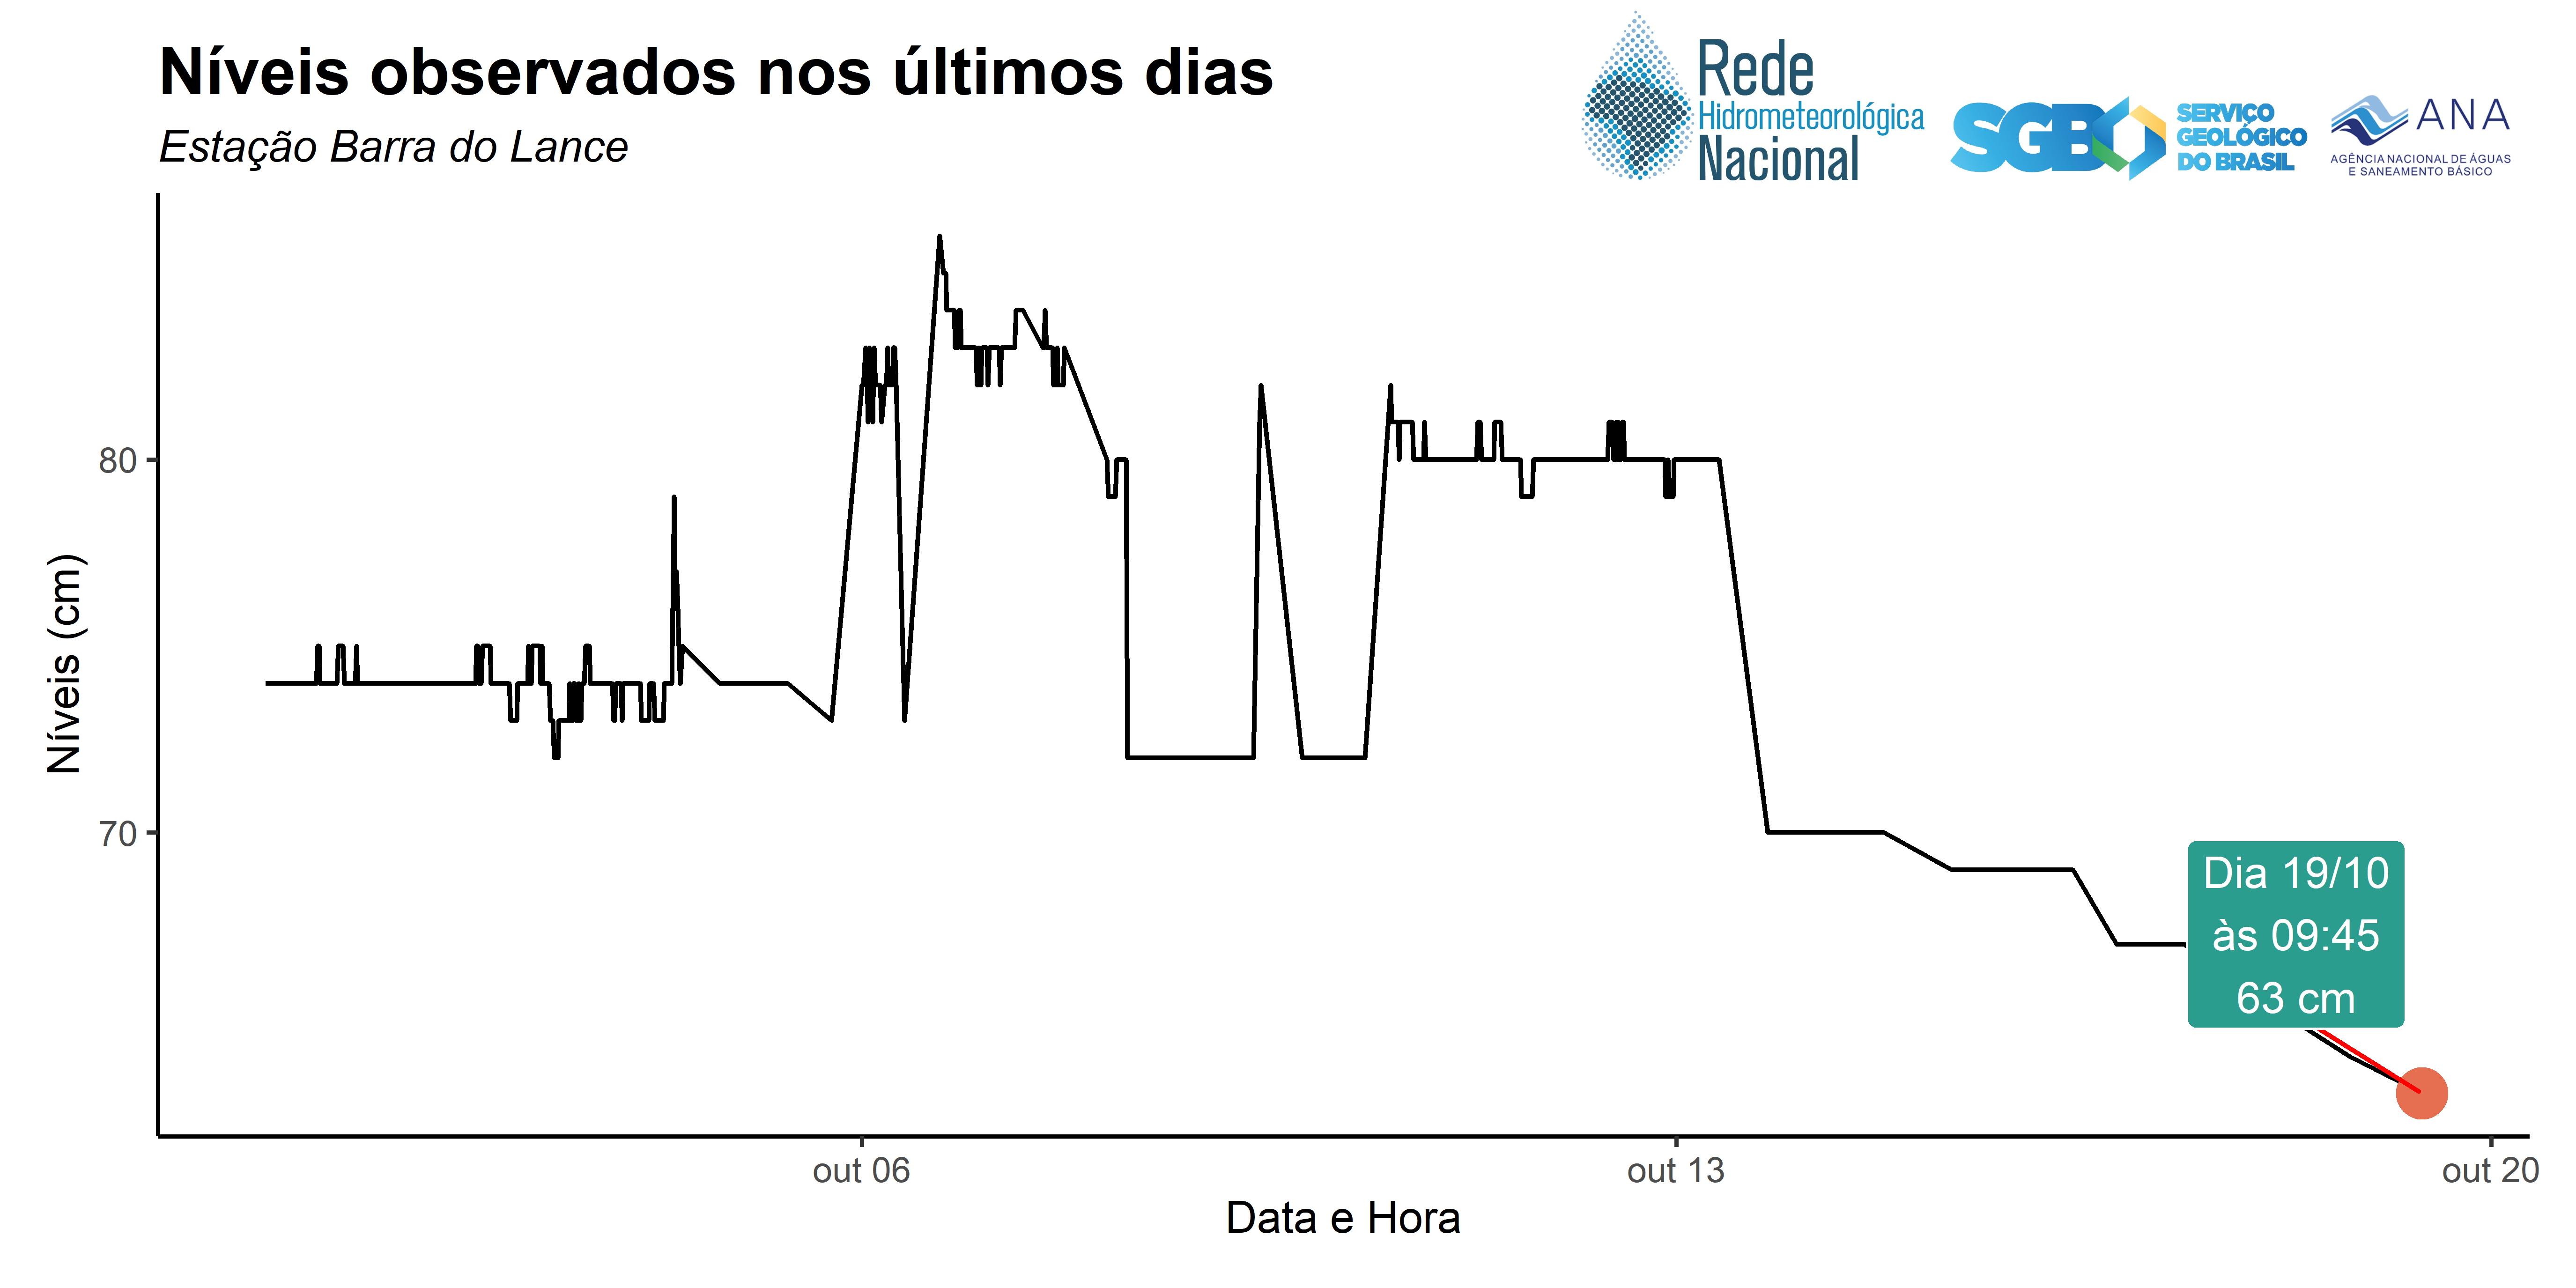 Níveis observados nos últimos dias
Estação Barra do Lance
Rede
Hidrometeorológica
Nacional
SGB
SERVIÇO
GEOLÓGICO
DO BRASIL
ANA
AGÊNCIA NACIONAL DE ÁGUAS
E SANEAMENTO BÁSICO
Níveis (cm)
80
70
Dia 19/10
às 09:45
63 cm
out 06
out 13
out 20
Data e Hora